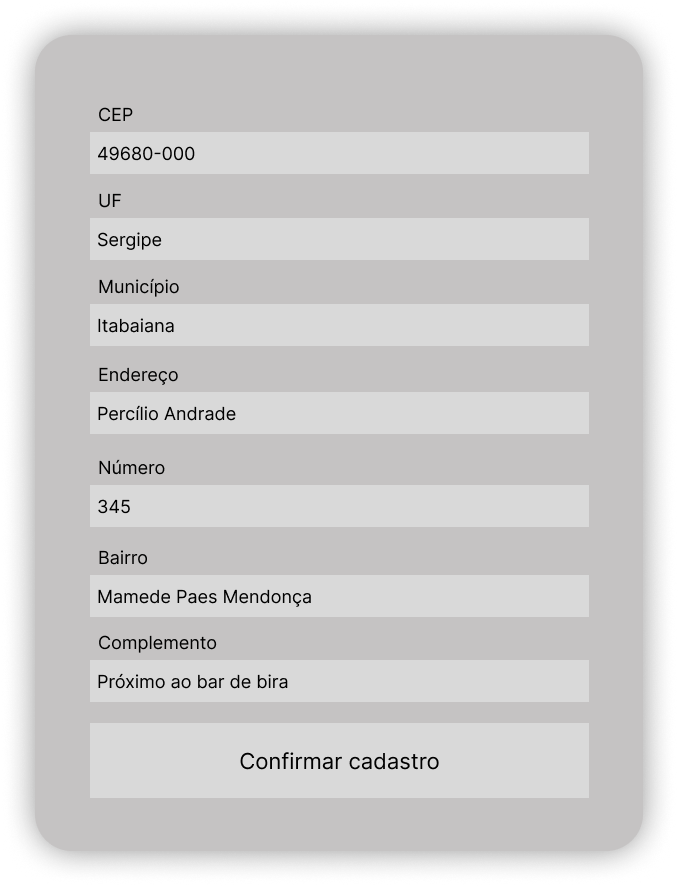 CEP
49680-000
UF
Sergipe
Município
Itabaiana
Endereço
Percílio Andrade
Número
345
Bairro
Mamede Paes Mendonça
Complemento
Próximo ao bar de bira
Confirmar cadastro